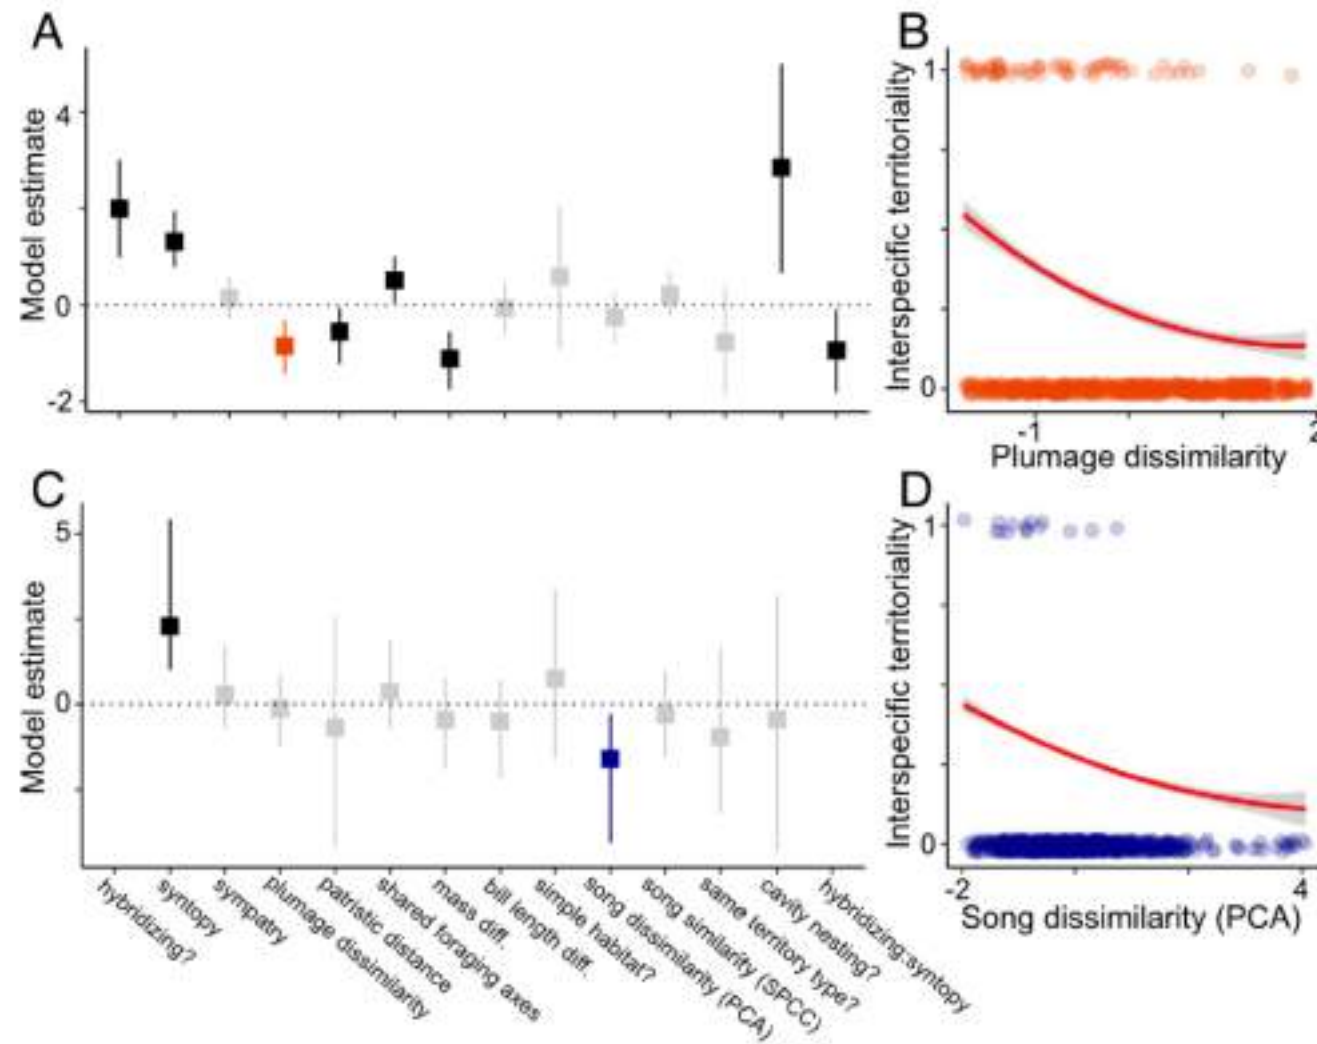 A
Model estimate
4
0
-2
B
Interspecific territoriality
1
0
-1
2
Plumage dissimilarity
C
Model estimate
5
0
hybridizing?
syntopy
sympatry
plumage dissimilarity
patristic distance
shared foraging axes
mass diff.
bill length diff.
simple habitat?
song dissimilarity (PCA)
song similarity (SPCC)
same territory type?
cavity nesting?
hybridizing:syntopy
D
Interspecific territoriality
1
0
-2
4
Song dissimilarity (PCA)